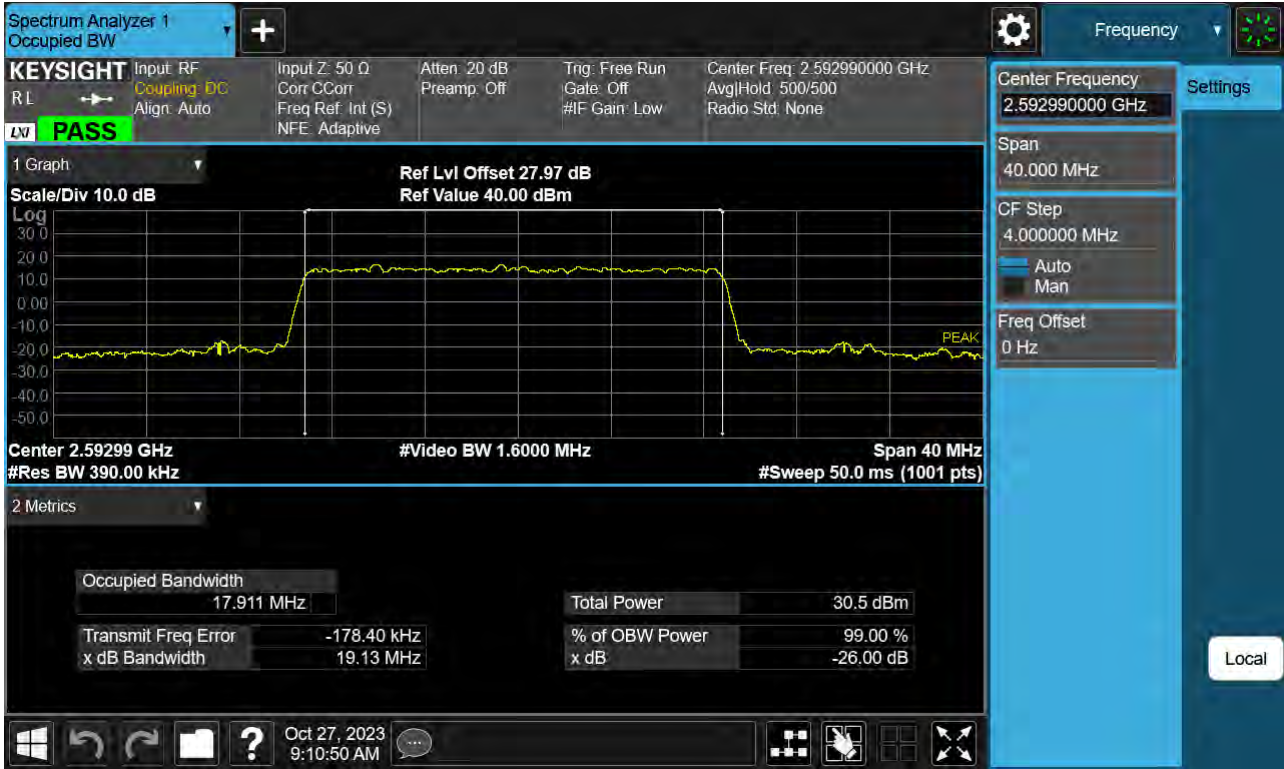 Spectrum Analyzer 1
Occupied BW
+
Frequency
KEYSIGHT
R L
LXI
PASS
Input: RF
Coupling: DC
Align: Auto
Input Z: 50 Ω
Corr CCorr
Freq Ref: Int (S)
NFE: Adaptive
Atten: 20 dB
Preamp: Off
Trig: Free Run
Gate: Off
#IF Gain: Low
Center Freq: 2.592990000 GHz
Avg|Hold: 500/500
Radio Std: None
1 Graph
Scale/Div 10.0 dB
Ref Lvl Offset 27.97 dB
Ref Value 40.00 dBm
Log
30.0
20.0
10.0
0.00
-10.0
-20.0
-30.0
-40.0
-50.0
PEAK
Center 2.59299 GHz
#Video BW 1.6000 MHz
Span 40 MHz
#Res BW 390.00 kHz
#Sweep 50.0 ms (1001 pts)
2 Metrics
Occupied Bandwidth
17.911 MHz
Total Power 30.5 dBm
Transmit Freq Error -178.40 kHz
% of OBW Power 99.00 %
x dB Bandwidth 19.13 MHz
x dB -26.00 dB
Center Frequency
2.592990000 GHz
Settings
Span
40.000 MHz
CF Step
4.000000 MHz
Auto
Man
Freq Offset
0 Hz
Local
?
Oct 27, 2023
9:10:50 AM